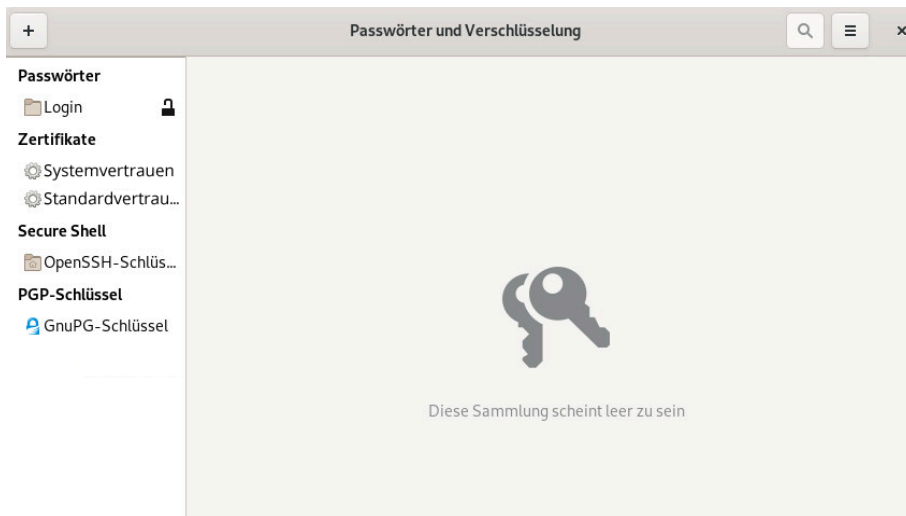 Passwörter und Verschlüsselung
Passwörter
Login
Zertifikate
Systemvertrauen
Standardvertrau...
Secure Shell
OpenSSH-Schlüs...
PGP-Schlüssel
GnuPG-Schlüssel
Diese Sammlung scheint leer zu sein